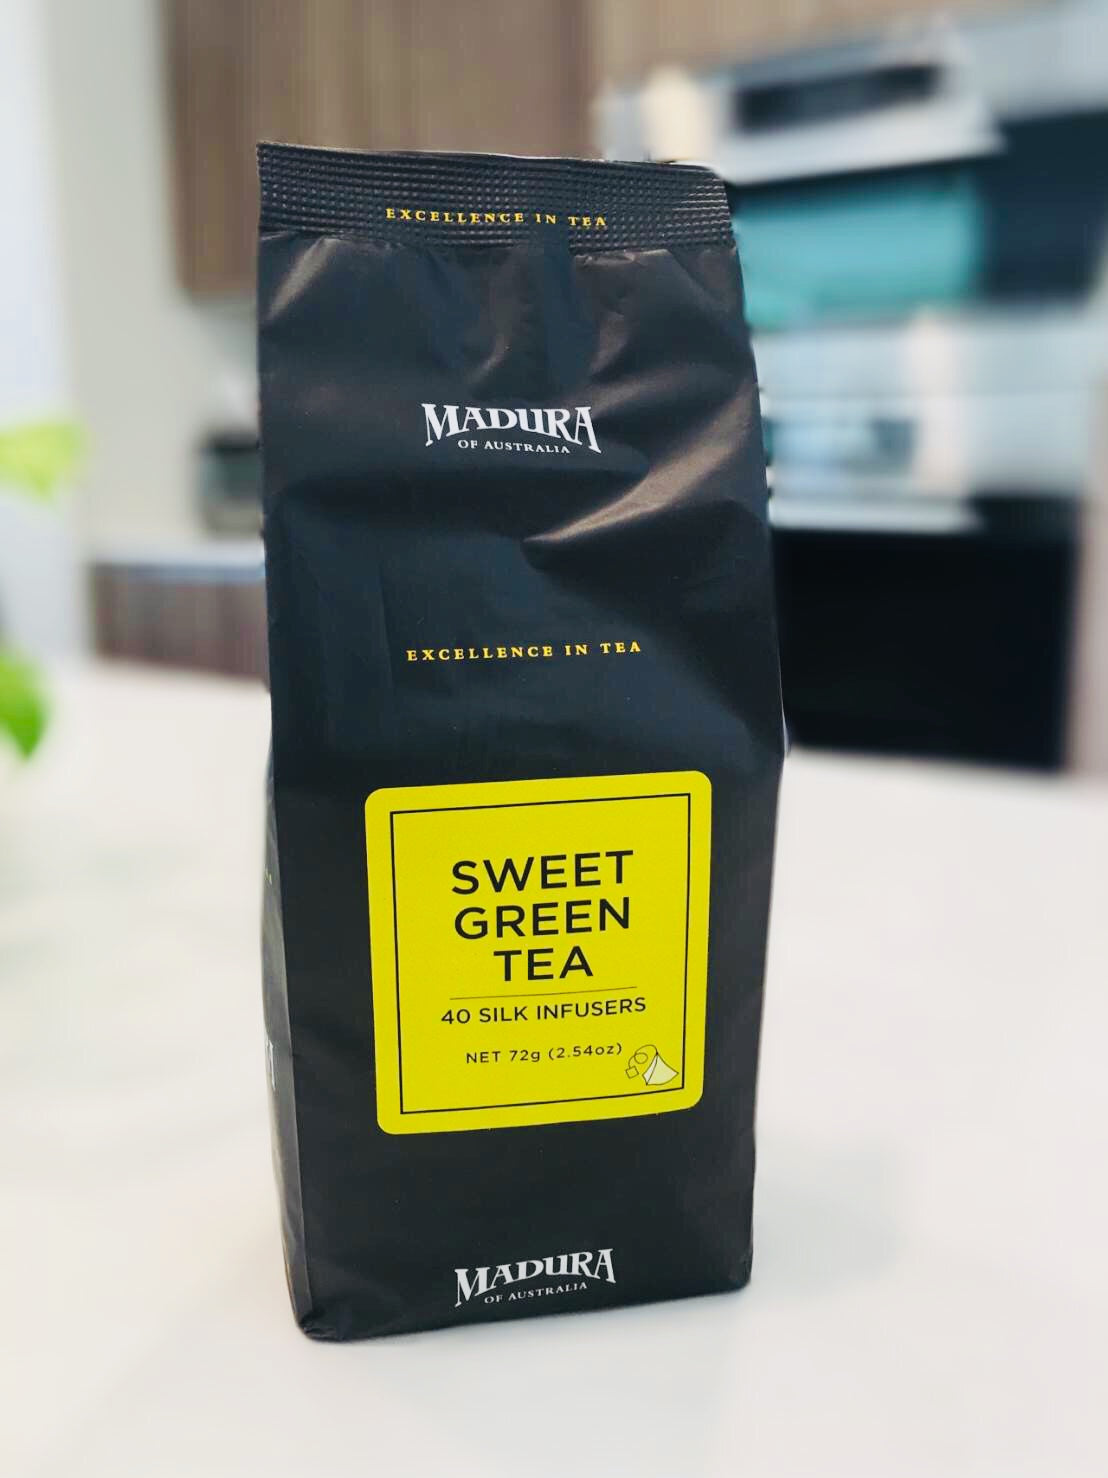 EXCELLENCE IN TEA
MADURA
OF AUSTRALIA
EXCELLENCE IN TEA
SWEET
GREEN
TEA
40 SILK INFUSERS
NET 72g (2.54oz)
MADURA
OF AUSTRALIA